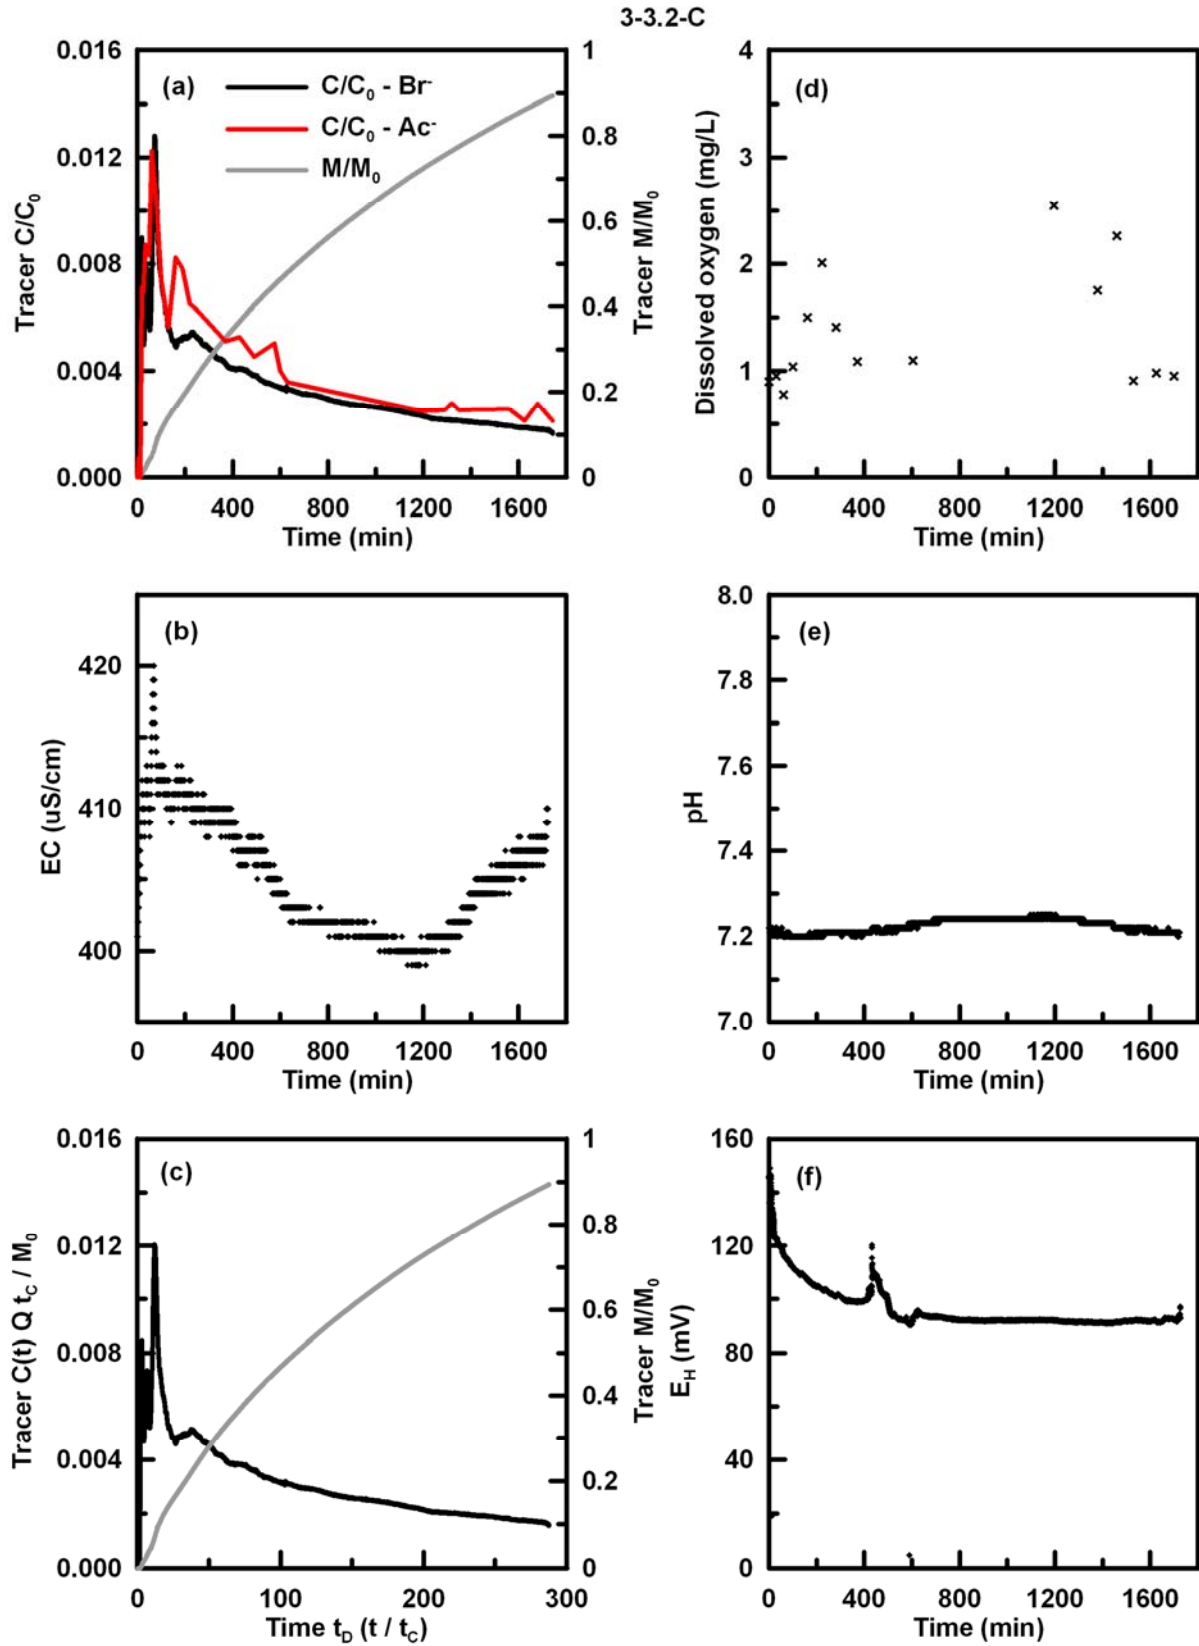 3-3.2-C
(a)
C/C₀ - Br⁻
C/C₀ - Ac⁻
M/M₀
Tracer C/C₀
0.016
0.012
0.008
0.004
0.000
1
0.8
0.6
0.4
0.2
0
Tracer M/M₀
0 400 800 1200 1600
Time (min)
(d)
Dissolved oxygen (mg/L)
4
3
2
1
0
0 400 800 1200 1600
Time (min)
(b)
EC (uS/cm)
420
410
400
0 400 800 1200 1600
Time (min)
(e)
pH
8.0
7.8
7.6
7.4
7.2
7.0
0 400 800 1200 1600
Time (min)
(c)
Tracer C(t) Q t_C / M₀
0.016
0.012
0.008
0.004
0.000
1
0.8
0.6
0.4
0.2
0
Tracer M/M₀
0 100 200 300
Time t_D (t / t_C)
(f)
E_H (mV)
160
120
80
40
0
0 400 800 1200 1600
Time (min)